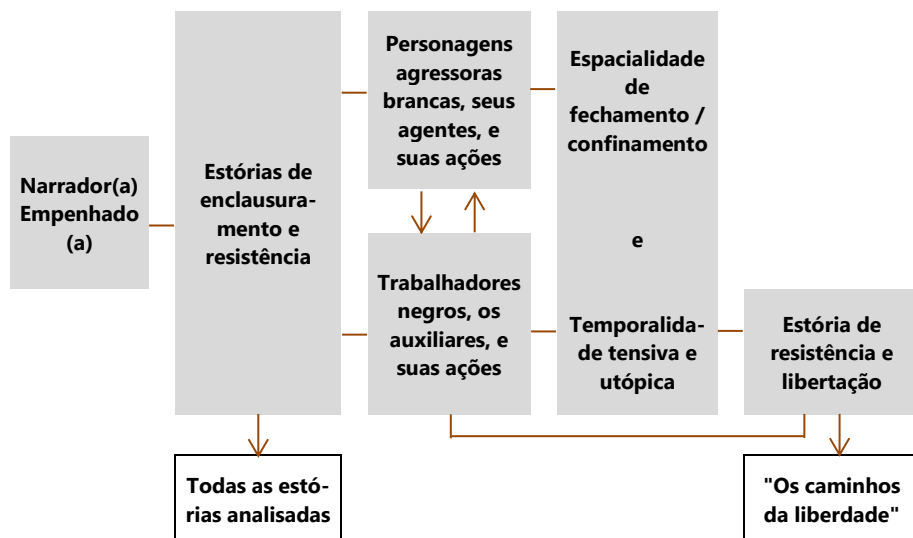 Narrador(a)
Empenhado
(a)
Estórias de
enclausura-
mento e
resistência
Personagens
agressoras
brancas, seus
agentes, e
suas ações
Trabalhadores
negros, os
auxiliares, e
suas ações
Espacialidade
de
fechamento /
confinamento
e
Temporalida-
de tensiva e
utópica
Estória de
resistência e
libertação
Todas as estó-
rias analisadas
"Os caminhos
da liberdade"